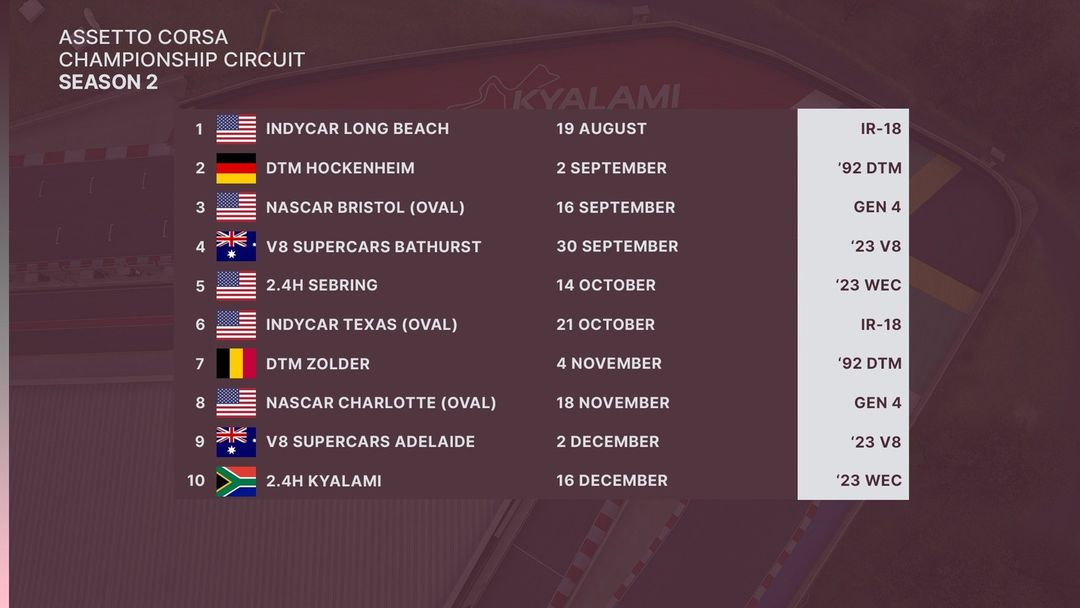 ASSETTO CORSA
CHAMPIONSHIP CIRCUIT
SEASON 2
KYALAMI
1 INDYCAR LONG BEACH 19 AUGUST IR-18
2 DTM HOCKENHEIM 2 SEPTEMBER ’92 DTM
3 NASCAR BRISTOL (OVAL) 16 SEPTEMBER GEN 4
4 V8 SUPERCARS BATHURST 30 SEPTEMBER ‘23 V8
5 2.4H SEBRING 14 OCTOBER ‘23 WEC
6 INDYCAR TEXAS (OVAL) 21 OCTOBER IR-18
7 DTM ZOLDER 4 NOVEMBER ’92 DTM
8 NASCAR CHARLOTTE (OVAL) 18 NOVEMBER GEN 4
9 V8 SUPERCARS ADELAIDE 2 DECEMBER ‘23 V8
10 2.4H KYALAMI 16 DECEMBER ‘23 WEC